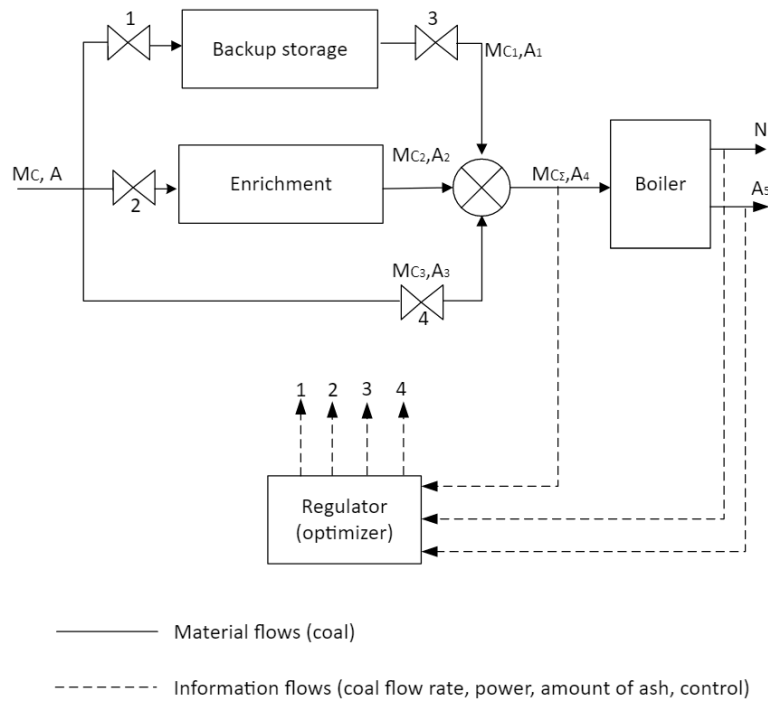 1
3
Backup storage
Mc₁,A₁
Mc, A
2
Enrichment
Mc₂,A₂
McΣ,A₄
Boiler
N
A₅
Mc₃,A₃
4
1 2 3 4
Regulator
(optimizer)
Material flows (coal)
Information flows (coal flow rate, power, amount of ash, control)